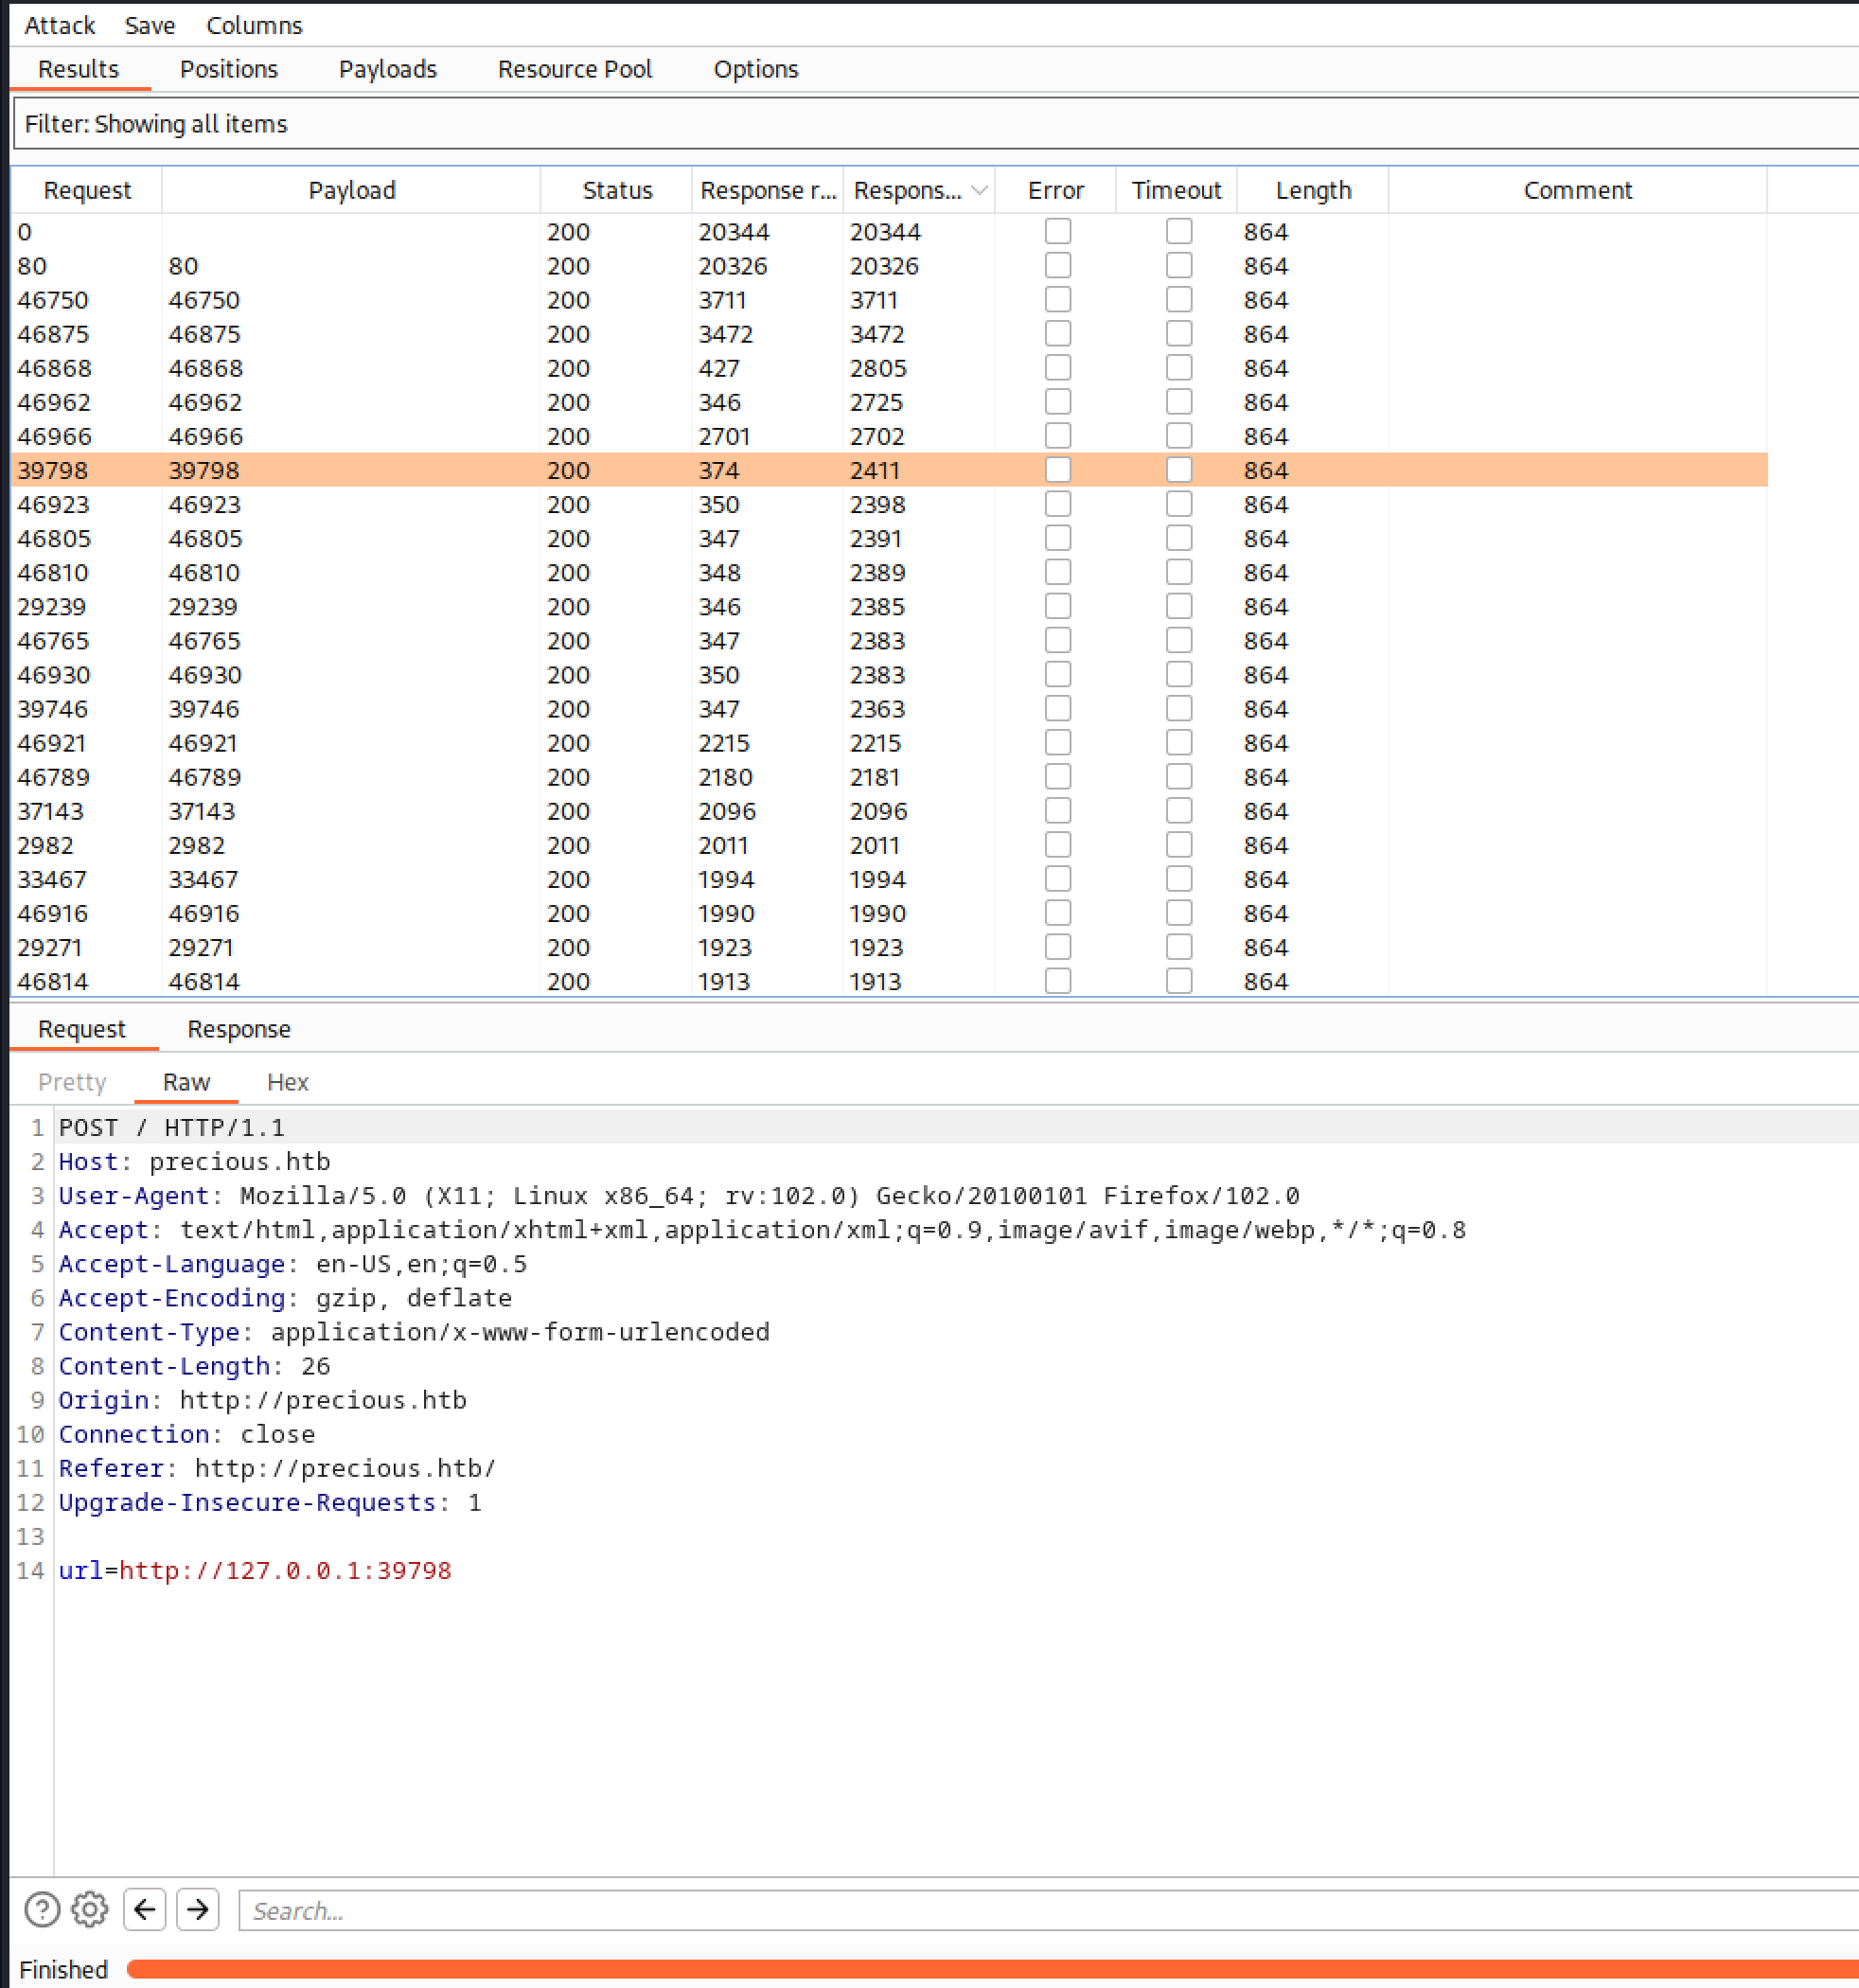 Attack Save Columns
Results Positions Payloads Resource Pool Options
Filter: Showing all items
Request Payload Status Response r... Respons... Error Timeout Length Comment
0 200 20344 20344 864
80 80 200 20326 20326 864
46750 46750 200 3711 3711 864
46875 46875 200 3472 3472 864
46868 46868 200 427 2805 864
46962 46962 200 346 2725 864
46966 46966 200 2701 2702 864
39798 39798 200 374 2411 864
46923 46923 200 350 2398 864
46805 46805 200 347 2391 864
46810 46810 200 348 2389 864
29239 29239 200 346 2385 864
46765 46765 200 347 2383 864
46930 46930 200 350 2383 864
39746 39746 200 347 2363 864
46921 46921 200 2215 2215 864
46789 46789 200 2180 2181 864
37143 37143 200 2096 2096 864
2982 2982 200 2011 2011 864
33467 33467 200 1994 1994 864
46916 46916 200 1990 1990 864
29271 29271 200 1923 1923 864
46814 46814 200 1913 1913 864
Request Response
Pretty Raw Hex
1 POST / HTTP/1.1
2 Host: precious.htb
3 User-Agent: Mozilla/5.0 (X11; Linux x86_64; rv:102.0) Gecko/20100101 Firefox/102.0
4 Accept: text/html,application/xhtml+xml,application/xml;q=0.9,image/avif,image/webp,*/*;q=0.8
5 Accept-Language: en-US,en;q=0.5
6 Accept-Encoding: gzip, deflate
7 Content-Type: application/x-www-form-urlencoded
8 Content-Length: 26
9 Origin: http://precious.htb
10 Connection: close
11 Referer: http://precious.htb/
12 Upgrade-Insecure-Requests: 1
13
14 url=http://127.0.0.1:39798
? Search...
Finished